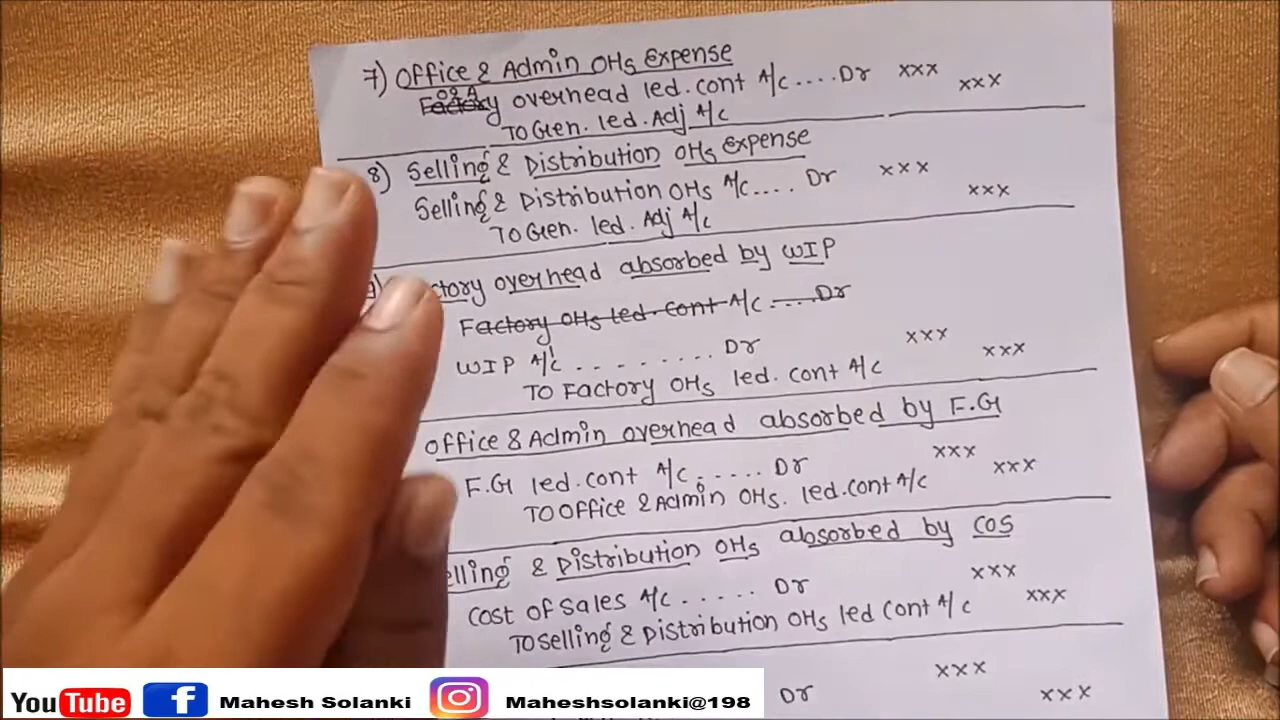 7) Office & Admin OHs Expense
O & A
Factory overhead led. cont A/c .... Dr xxx
TO Gen. led. Adj A/c xxx
8) Selling & Distribution OHs Expense
Selling & Distribution OHs A/c .... Dr xxx
TO Gen. led. Adj A/c xxx
overhead absorbed by WIP
Factory OHs led. cont A/c .... Dr
WIP A/c . . - - . . . . . . Dr xxx
TO Factory OHs led. cont A/c xxx
office & Admin overhead absorbed by F.G
F.G led. cont A/c . . . . . Dr xxx
TO office & Admin OHs. led. cont A/c xxx
& Distribution OHs absorbed by COS
Cost of Sales A/c . . . . . Dr xxx
TO Selling & Distribution OHs led cont A/c xxx
Dr xxx
xxx
YouTube f Mahesh Solanki Maheshsolanki@198